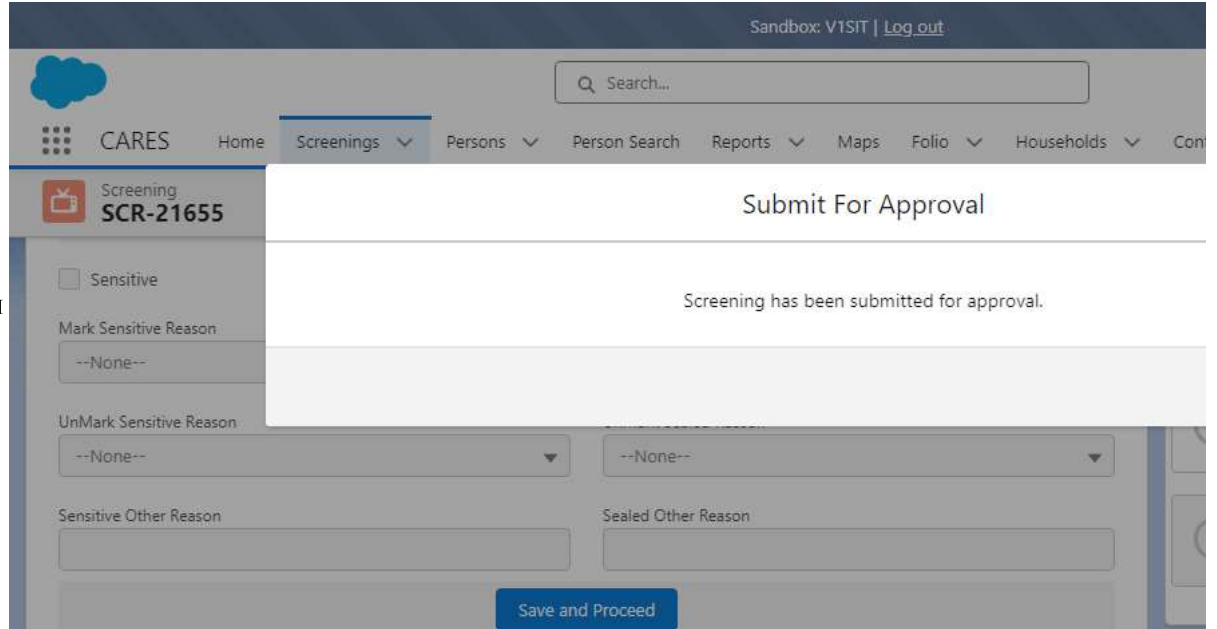 Sandbox: V1SIT | Log out
Search...
CARES Home Screenings Persons Person Search Reports Maps Folio Households
Screening
SCR-21655
Submit For Approval
Sensitive
Screening has been submitted for approval.
Mark Sensitive Reason
--None--
UnMark Sensitive Reason
--None-- --None--
Sensitive Other Reason Sealed Other Reason
Save and Proceed